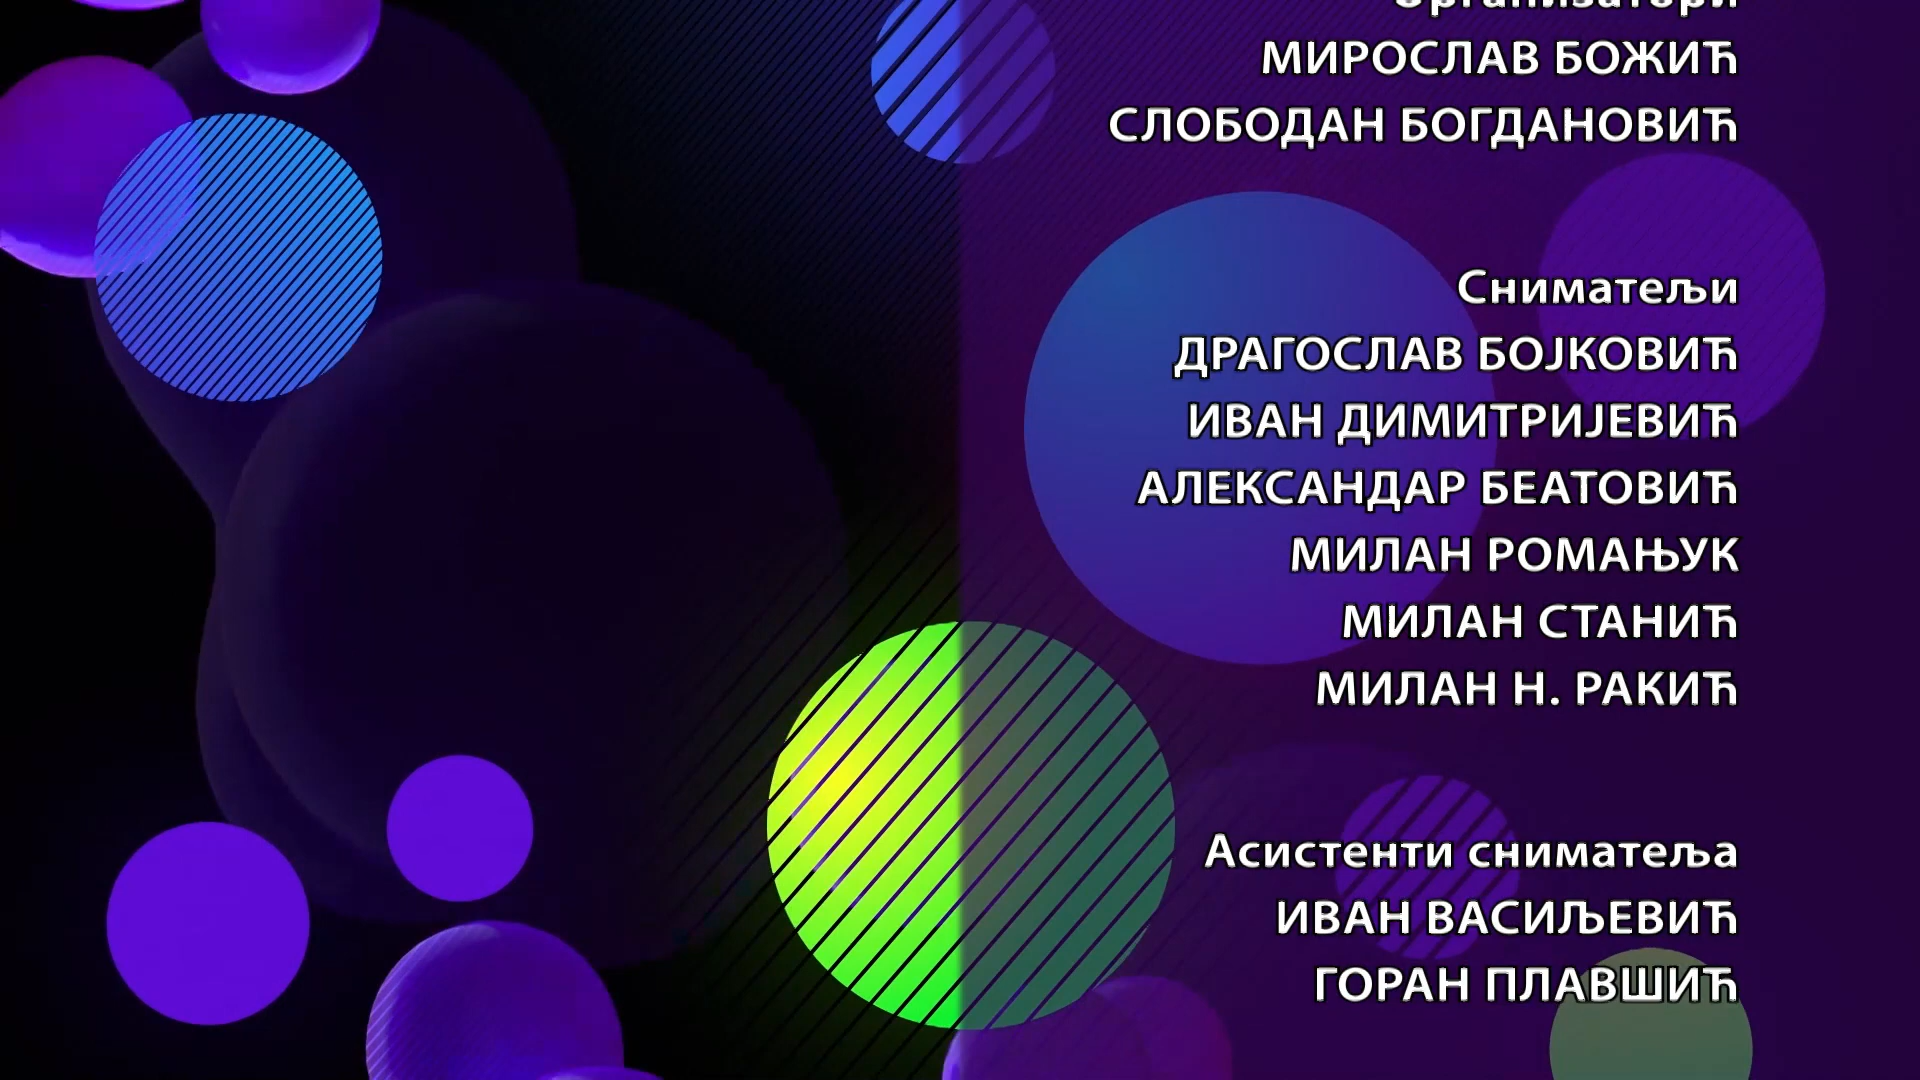 Организатори
МИРОСЛАВ БОЖИЋ
СЛОБОДАН БОГДАНОВИЋ
Сниматељи
ДРАГОСЛАВ БОЈКОВИЋ
ИВАН ДИМИТРИЈЕВИЋ
АЛЕКСАНДАР БЕАТОВИЋ
МИЛАН РОМАЊУК
МИЛАН СТАНИЋ
МИЛАН Н. РАКИЋ
Асистенти сниматеља
ИВАН ВАСИЉЕВИЋ
ГОРАН ПЛАВШИЋ